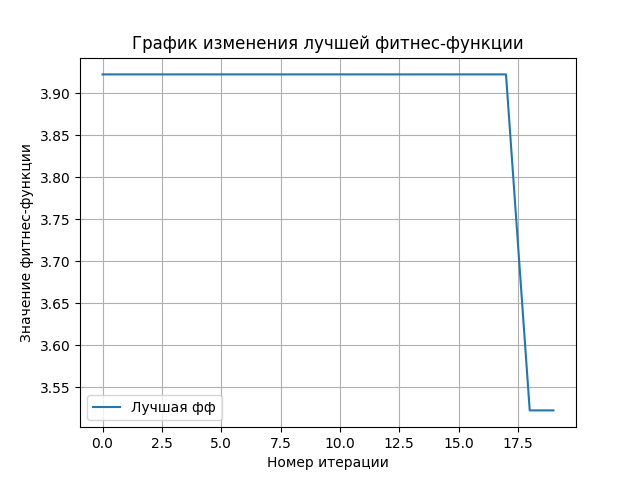 График изменения лучшей фитнес-функции
Значение фитнес-функции
3.90
3.85
3.80
3.75
3.70
3.65
3.60
3.55
Лучшая фф
0.0 2.5 5.0 7.5 10.0 12.5 15.0 17.5
Номер итерации